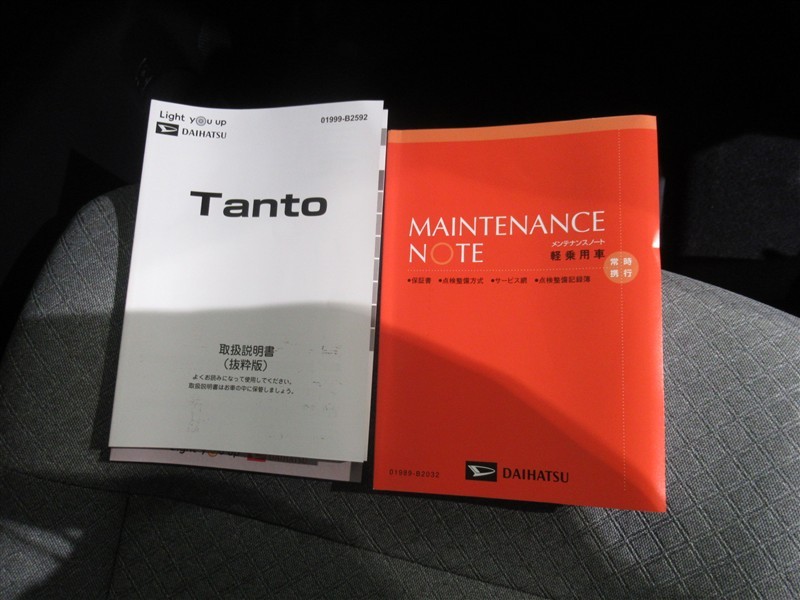 Light you up
DAIHATSU
01999-B2592
Tanto
取扱説明書
(抜粋版)
よくお読みになって使用してください。
取扱説明書はお車の中に保管しましょう。
MAINTENANCE
NOTE
メンテナンスノート
軽乗用車
常時
携行
●保証書 ●点検整備方式 ●サービス網 ●点検整備記録簿
01989-B2032
DAIHATSU